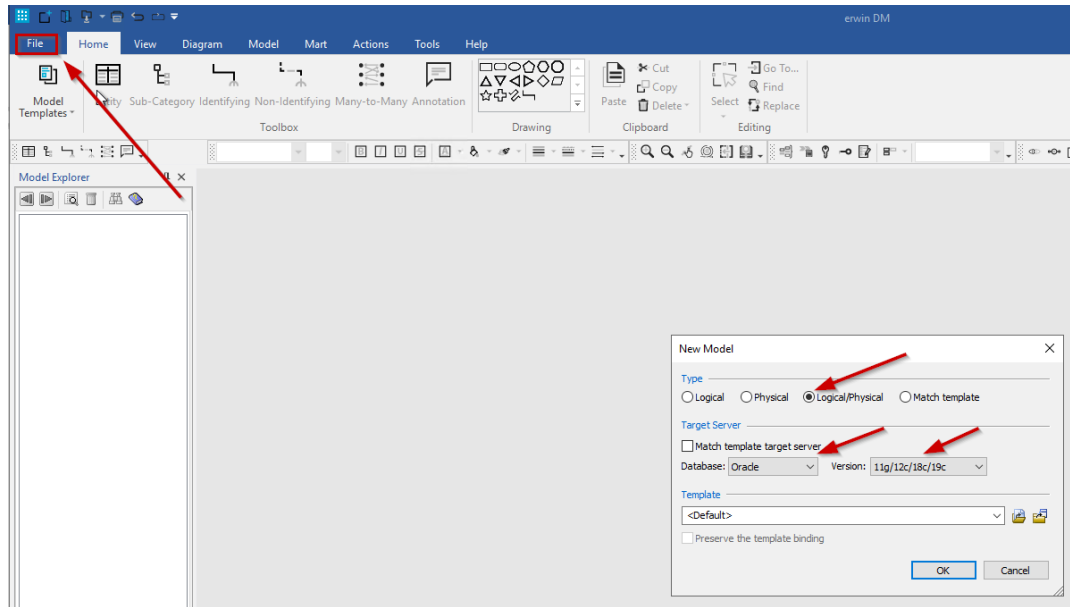 erwin DM
File Home View Diagram Model Mart Actions Tools Help
Model Templates
Entity Sub-Category Identifying Non-Identifying Many-to-Many Annotation
Toolbox
Drawing
Paste
Cut
Copy
Delete
Clipboard
Select
Go To...
Find
Replace
Editing
B I U S A
Model Explorer
New Model
Type
Logical Physical Logical/Physical Match template
Target Server
Match template target server
Database: Oracle Version: 11g/12c/18c/19c
Template
<Default>
Preserve the template binding
OK Cancel